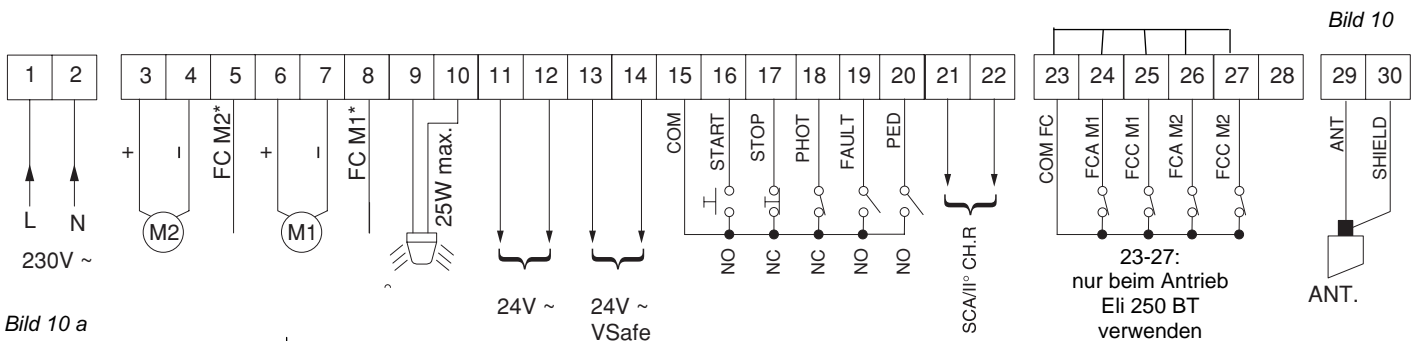 Bild 10
1 2 3 4 5 6 7 8 9 10 11 12 13 14 15 16 17 18 19 20 21 22 23 24 25 26 27 28 29 30
+ - FC M2* + - FC M1* 25W max. COM START STOP PHOT FAULT PED COM FC FCA M1 FCC M1 FCA M2 FCC M2 ANT SHIELD
L N M2 M1
230V ~
NO NC NC NO NO
SCA/II° CH.R
24V ~
24V ~
VSafe
23-27:
nur beim Antrieb
Eli 250 BT
verwenden
ANT.
Bild 10 a